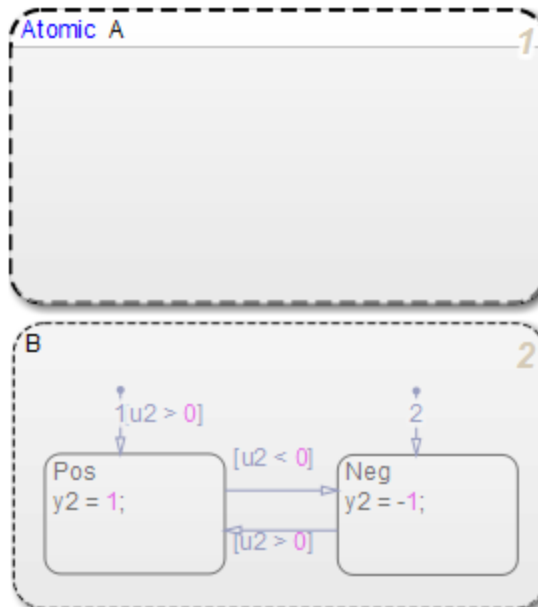 Atomic A
1
B
2
1[u2 > 0]
2
[u2 < 0]
Pos
y2 = 1;
Neg
y2 = -1;
[u2 > 0]